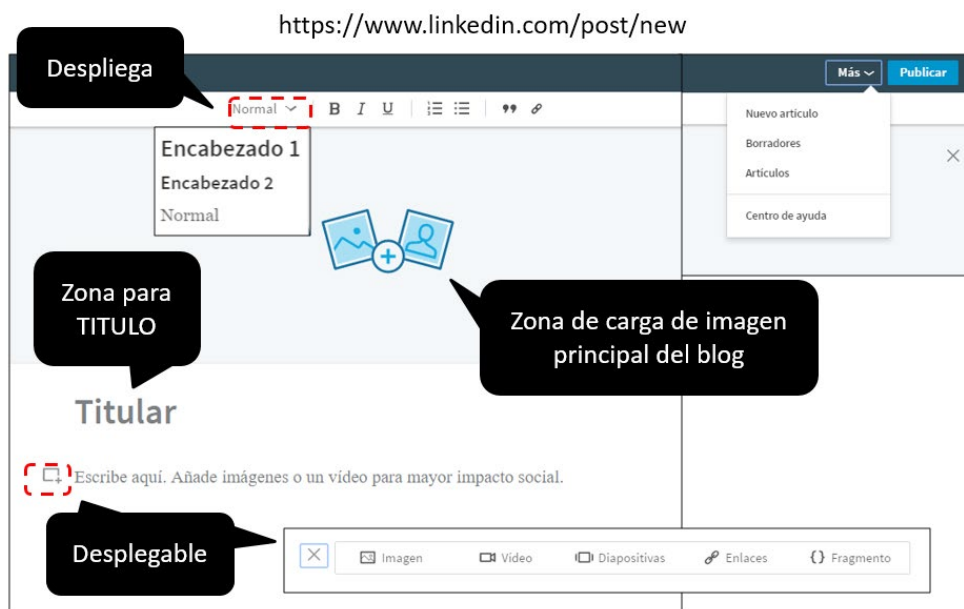 https://www.linkedin.com/post/new
Despliega
Más
Publicar
Normal
B I U
Nuevo artículo
Borradores
Artículos
Centro de ayuda
Encabezado 1
Encabezado 2
Normal
Zona para
TITULO
Zona de carga de imagen
principal del blog
Titular
Escribe aquí. Añade imágenes o un vídeo para mayor impacto social.
Desplegable
Imagen
Vídeo
Diapositivas
Enlaces
{} Fragmento